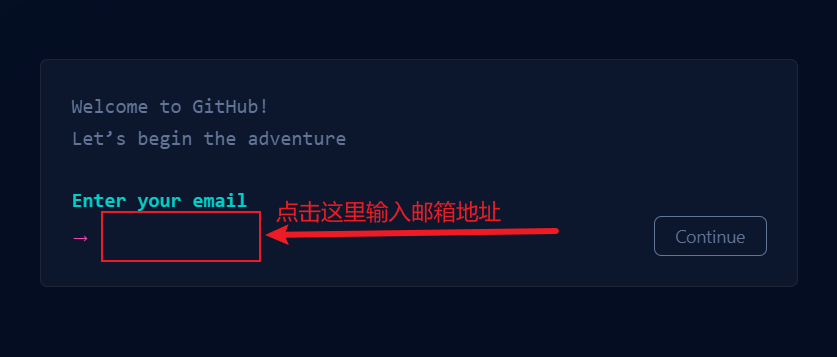 Welcome to GitHub!
Let’s begin the adventure
Enter your email
点击这里输入邮箱地址
→
Continue